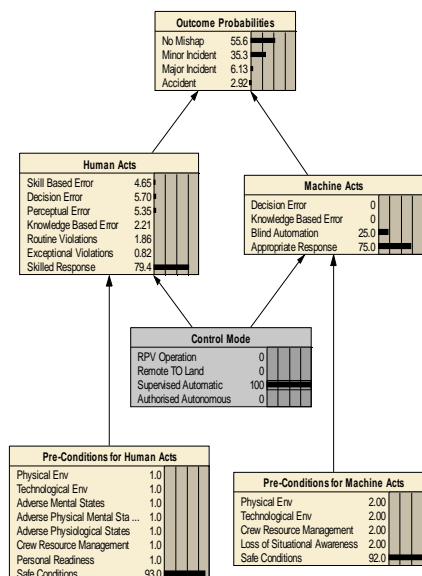 Outcome Probabilities
No Mishap 55.6
Minor Incident 35.3
Major Incident 6.13
Accident 2.92
Human Acts
Skill Based Error 4.65
Decision Error 5.70
Perceptual Error 5.35
Knowledge Based Error 2.21
Routine Violations 1.86
Exceptional Violations 0.82
Skilled Response 79.4
Machine Acts
Decision Error 0
Knowledge Based Error 0
Blind Automation 25.0
Appropriate Response 75.0
Control Mode
RPV Operation 0
Remote TO Land 0
Supervised Automatic 100
Authorised Autonomous 0
Pre-Conditions for Human Acts
Physical Env 1.0
Technological Env 1.0
Adverse Mental States 1.0
Adverse Physical Mental Sta ... 1.0
Adverse Physiological States 1.0
Crew Resource Management 1.0
Personal Readiness 1.0
Safe Conditions 93.0
Pre-Conditions for Machine Acts
Physical Env 2.00
Technological Env 2.00
Crew Resource Management 2.00
Loss of Situational Awareness 2.00
Safe Conditions 92.0